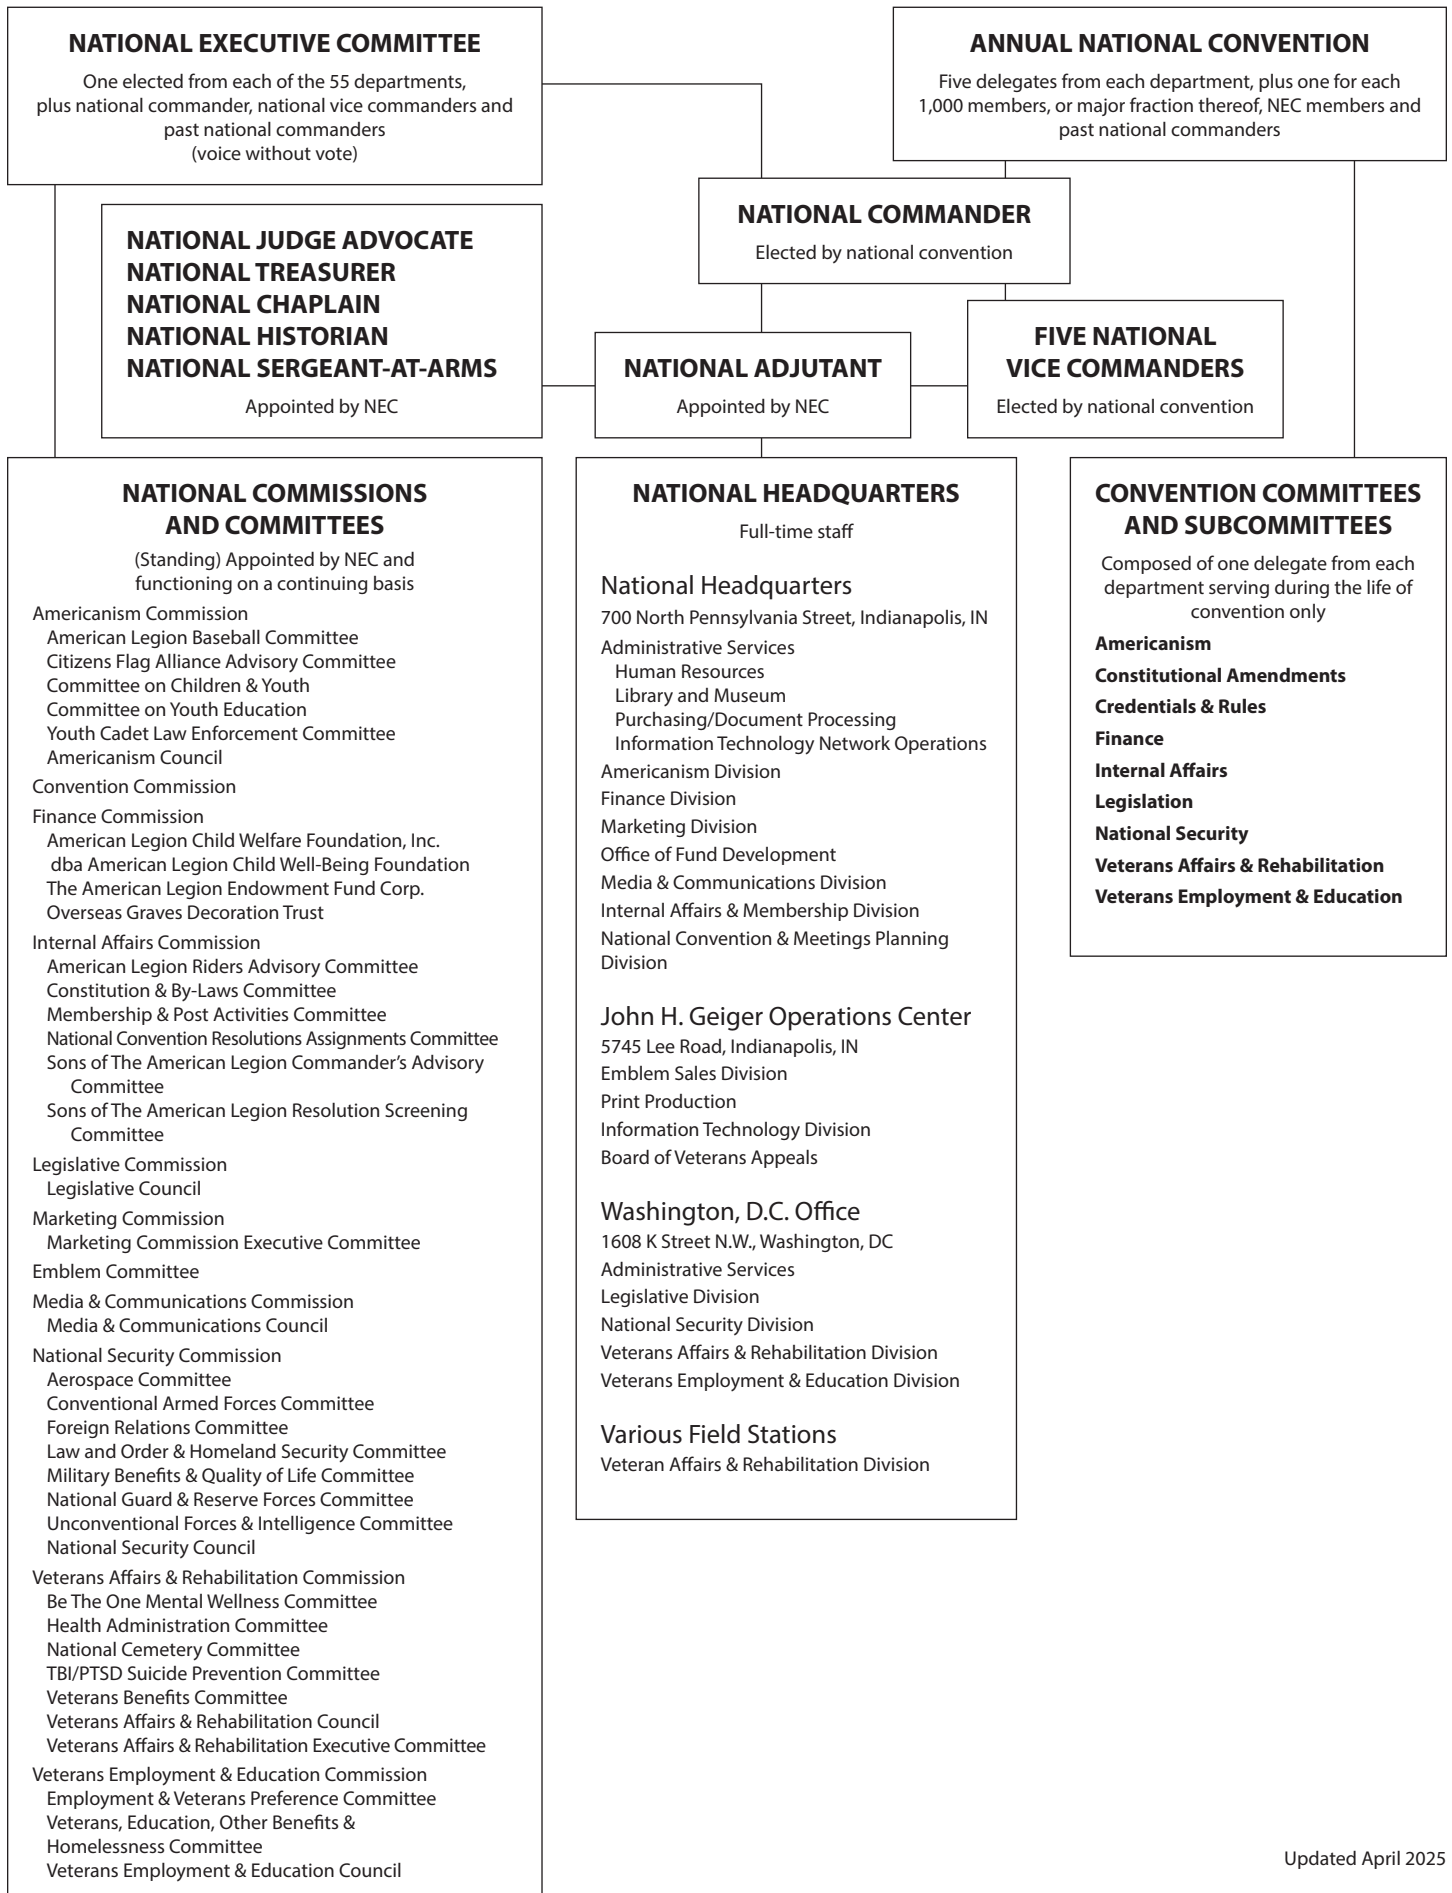 NATIONAL EXECUTIVE COMMITTEE
One elected from each of the 55 departments,
plus national commander, national vice commanders and
past national commanders
(voice without vote)
ANNUAL NATIONAL CONVENTION
Five delegates from each department, plus one for each
1,000 members, or major fraction thereof, NEC members and
past national commanders
NATIONAL COMMANDER
Elected by national convention
NATIONAL JUDGE ADVOCATE
NATIONAL TREASURER
NATIONAL CHAPLAIN
NATIONAL HISTORIAN
NATIONAL SERGEANT-AT-ARMS
Appointed by NEC
NATIONAL ADJUTANT
Appointed by NEC
FIVE NATIONAL
VICE COMMANDERS
Elected by national convention
NATIONAL COMMISSIONS
AND COMMITTEES
(Standing) Appointed by NEC and
functioning on a continuing basis
Americanism Commission
American Legion Baseball Committee
Citizens Flag Alliance Advisory Committee
Committee on Children & Youth
Committee on Youth Education
Youth Cadet Law Enforcement Committee
Americanism Council
Convention Commission
Finance Commission
American Legion Child Welfare Foundation, Inc.
dba American Legion Child Well-Being Foundation
The American Legion Endowment Fund Corp.
Overseas Graves Decoration Trust
Internal Affairs Commission
American Legion Riders Advisory Committee
Constitution & By-Laws Committee
Membership & Post Activities Committee
National Convention Resolutions Assignments Committee
Sons of The American Legion Commander's Advisory
Committee
Sons of The American Legion Resolution Screening
Committee
Legislative Commission
Legislative Council
Marketing Commission
Marketing Commission Executive Committee
Emblem Committee
Media & Communications Commission
Media & Communications Council
National Security Commission
Aerospace Committee
Conventional Armed Forces Committee
Foreign Relations Committee
Law and Order & Homeland Security Committee
Military Benefits & Quality of Life Committee
National Guard & Reserve Forces Committee
Unconventional Forces & Intelligence Committee
National Security Council
Veterans Affairs & Rehabilitation Commission
Be The One Mental Wellness Committee
Health Administration Committee
National Cemetery Committee
TBI/PTSD Suicide Prevention Committee
Veterans Benefits Committee
Veterans Affairs & Rehabilitation Council
Veterans Affairs & Rehabilitation Executive Committee
Veterans Employment & Education Commission
Employment & Veterans Preference Committee
Veterans, Education, Other Benefits &
Homelessness Committee
Veterans Employment & Education Council
NATIONAL HEADQUARTERS
Full-time staff
National Headquarters
700 North Pennsylvania Street, Indianapolis, IN
Administrative Services
Human Resources
Library and Museum
Purchasing/Document Processing
Information Technology Network Operations
Americanism Division
Finance Division
Marketing Division
Office of Fund Development
Media & Communications Division
Internal Affairs & Membership Division
National Convention & Meetings Planning
Division
John H. Geiger Operations Center
5745 Lee Road, Indianapolis, IN
Emblem Sales Division
Print Production
Information Technology Division
Board of Veterans Appeals
Washington, D.C. Office
1608 K Street N.W., Washington, DC
Administrative Services
Legislative Division
National Security Division
Veterans Affairs & Rehabilitation Division
Veterans Employment & Education Division
Various Field Stations
Veteran Affairs & Rehabilitation Division
CONVENTION COMMITTEES
AND SUBCOMMITTEES
Composed of one delegate from each
department serving during the life of
convention only
Americanism
Constitutional Amendments
Credentials & Rules
Finance
Internal Affairs
Legislation
National Security
Veterans Affairs & Rehabilitation
Veterans Employment & Education
Updated April 2025